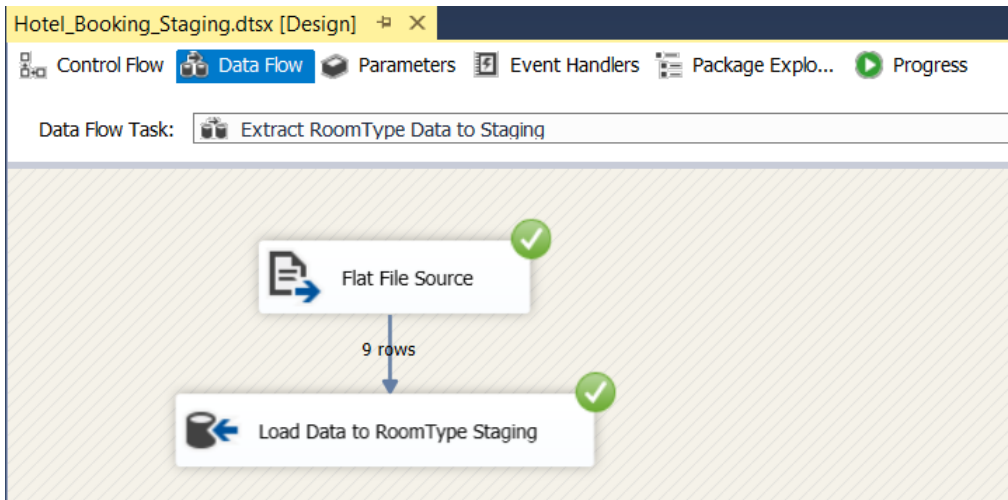 Hotel_Booking_Staging.dtsx [Design]
Control Flow Data Flow Parameters Event Handlers Package Explo... Progress
Data Flow Task: Extract RoomType Data to Staging
Flat File Source
9 rows
Load Data to RoomType Staging